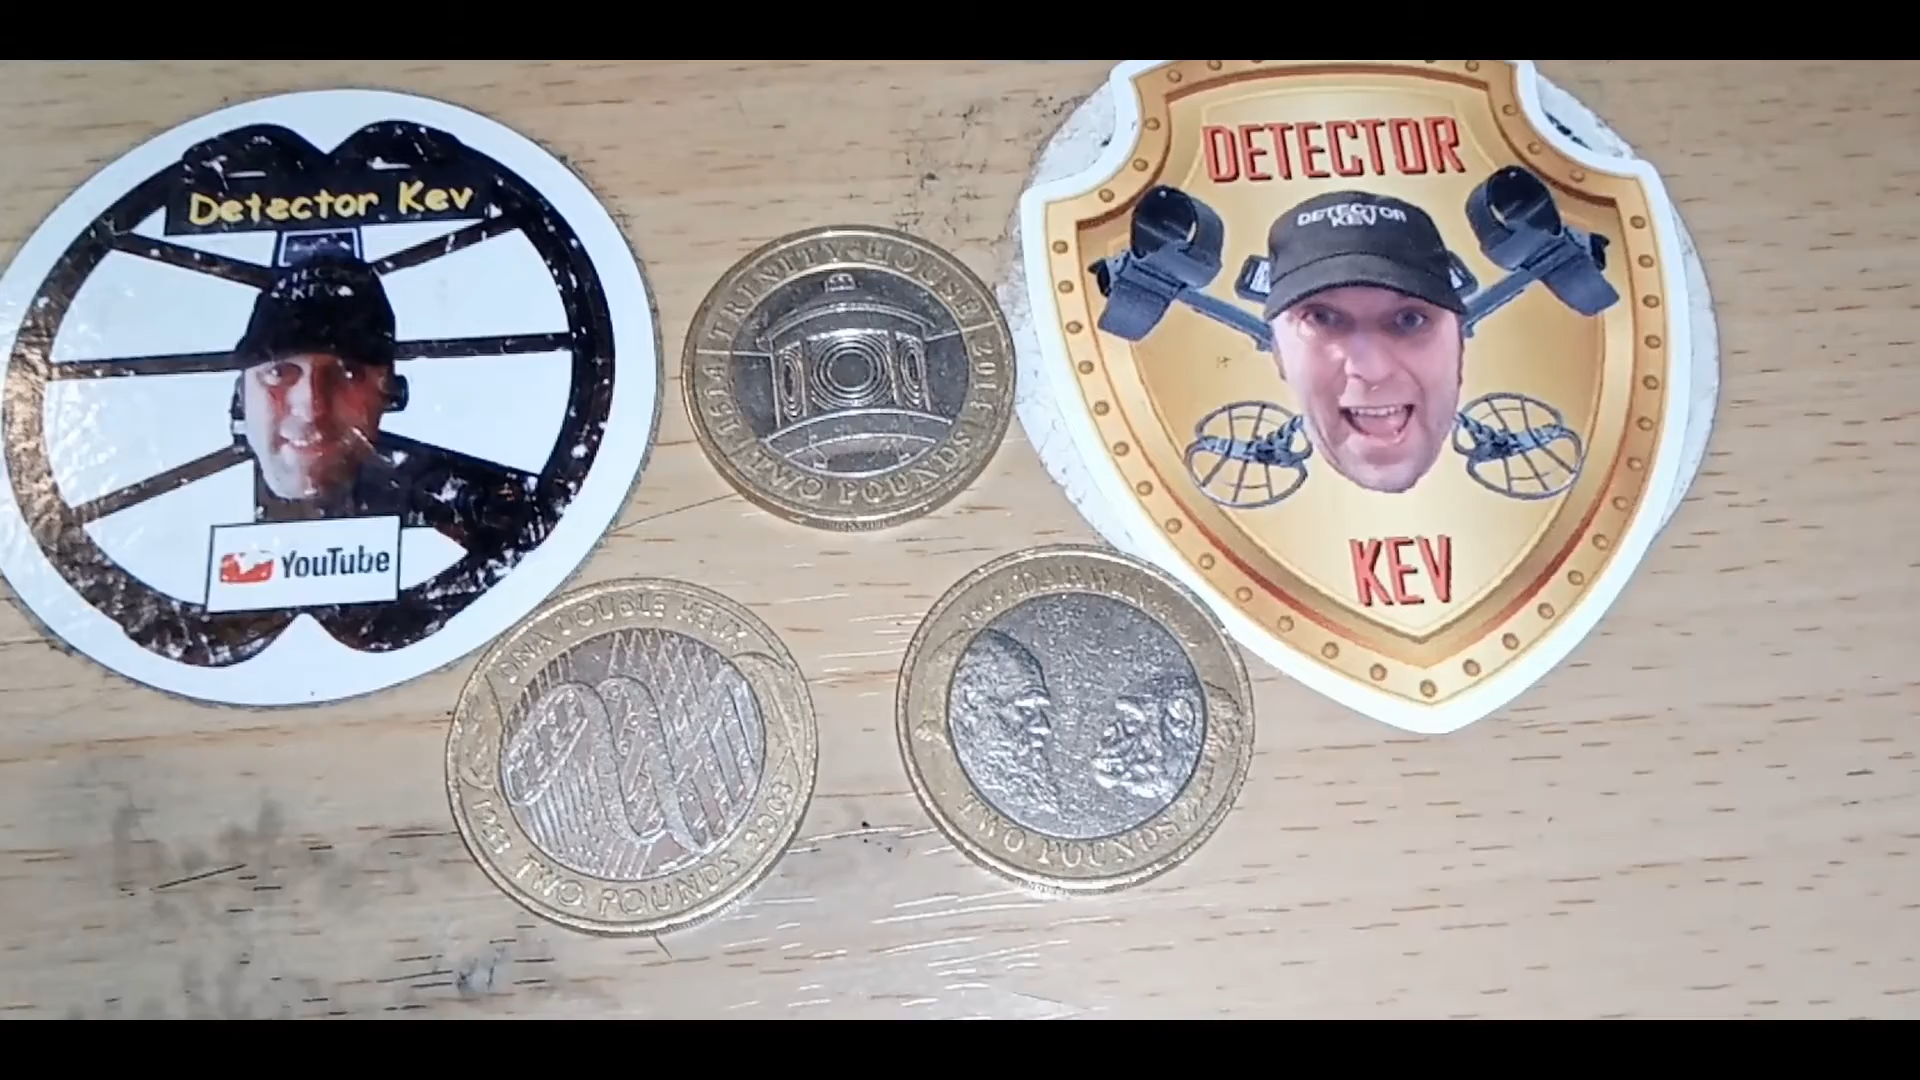 Detector Kev
YouTube
1514 TRINITY HOUSE 2014
TWO POUNDS
DETECTOR
DETECTOR
KEV
KEV
DNA DOUBLE HELIX
1953 TWO POUNDS 2003
1809 DARWIN
TWO POUNDS